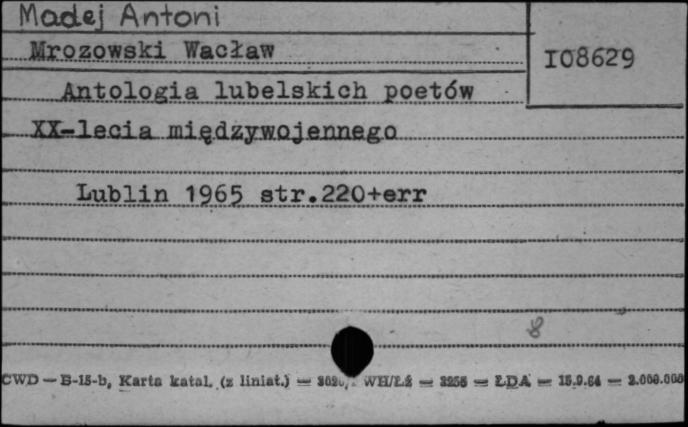 Madej Antoni
Mrozowski Wacław
I08629
Antologia lubelskich poetów
XX-lecia międzywojennego
Lublin 1965 str.220+err
8
CWD — B-15-b, Karta katal. (z liniat.) — WH/Łź — 3255 — ŁDA — 15.9.64 — 2.000.000